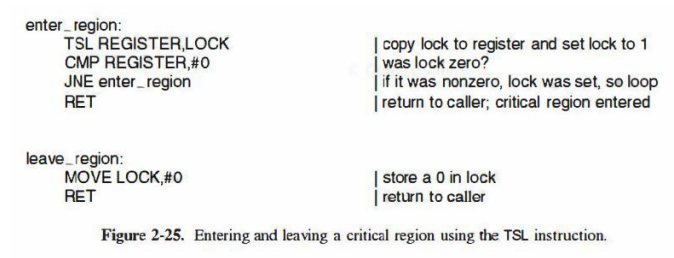 enter_region:
TSL REGISTER,LOCK | copy lock to register and set lock to 1
CMP REGISTER,#0 | was lock zero?
JNE enter_region | if it was nonzero, lock was set, so loop
RET | return to caller; critical region entered
leave_region:
MOVE LOCK,#0 | store a 0 in lock
RET | return to caller
Figure 2-25. Entering and leaving a critical region using the TSL instruction.